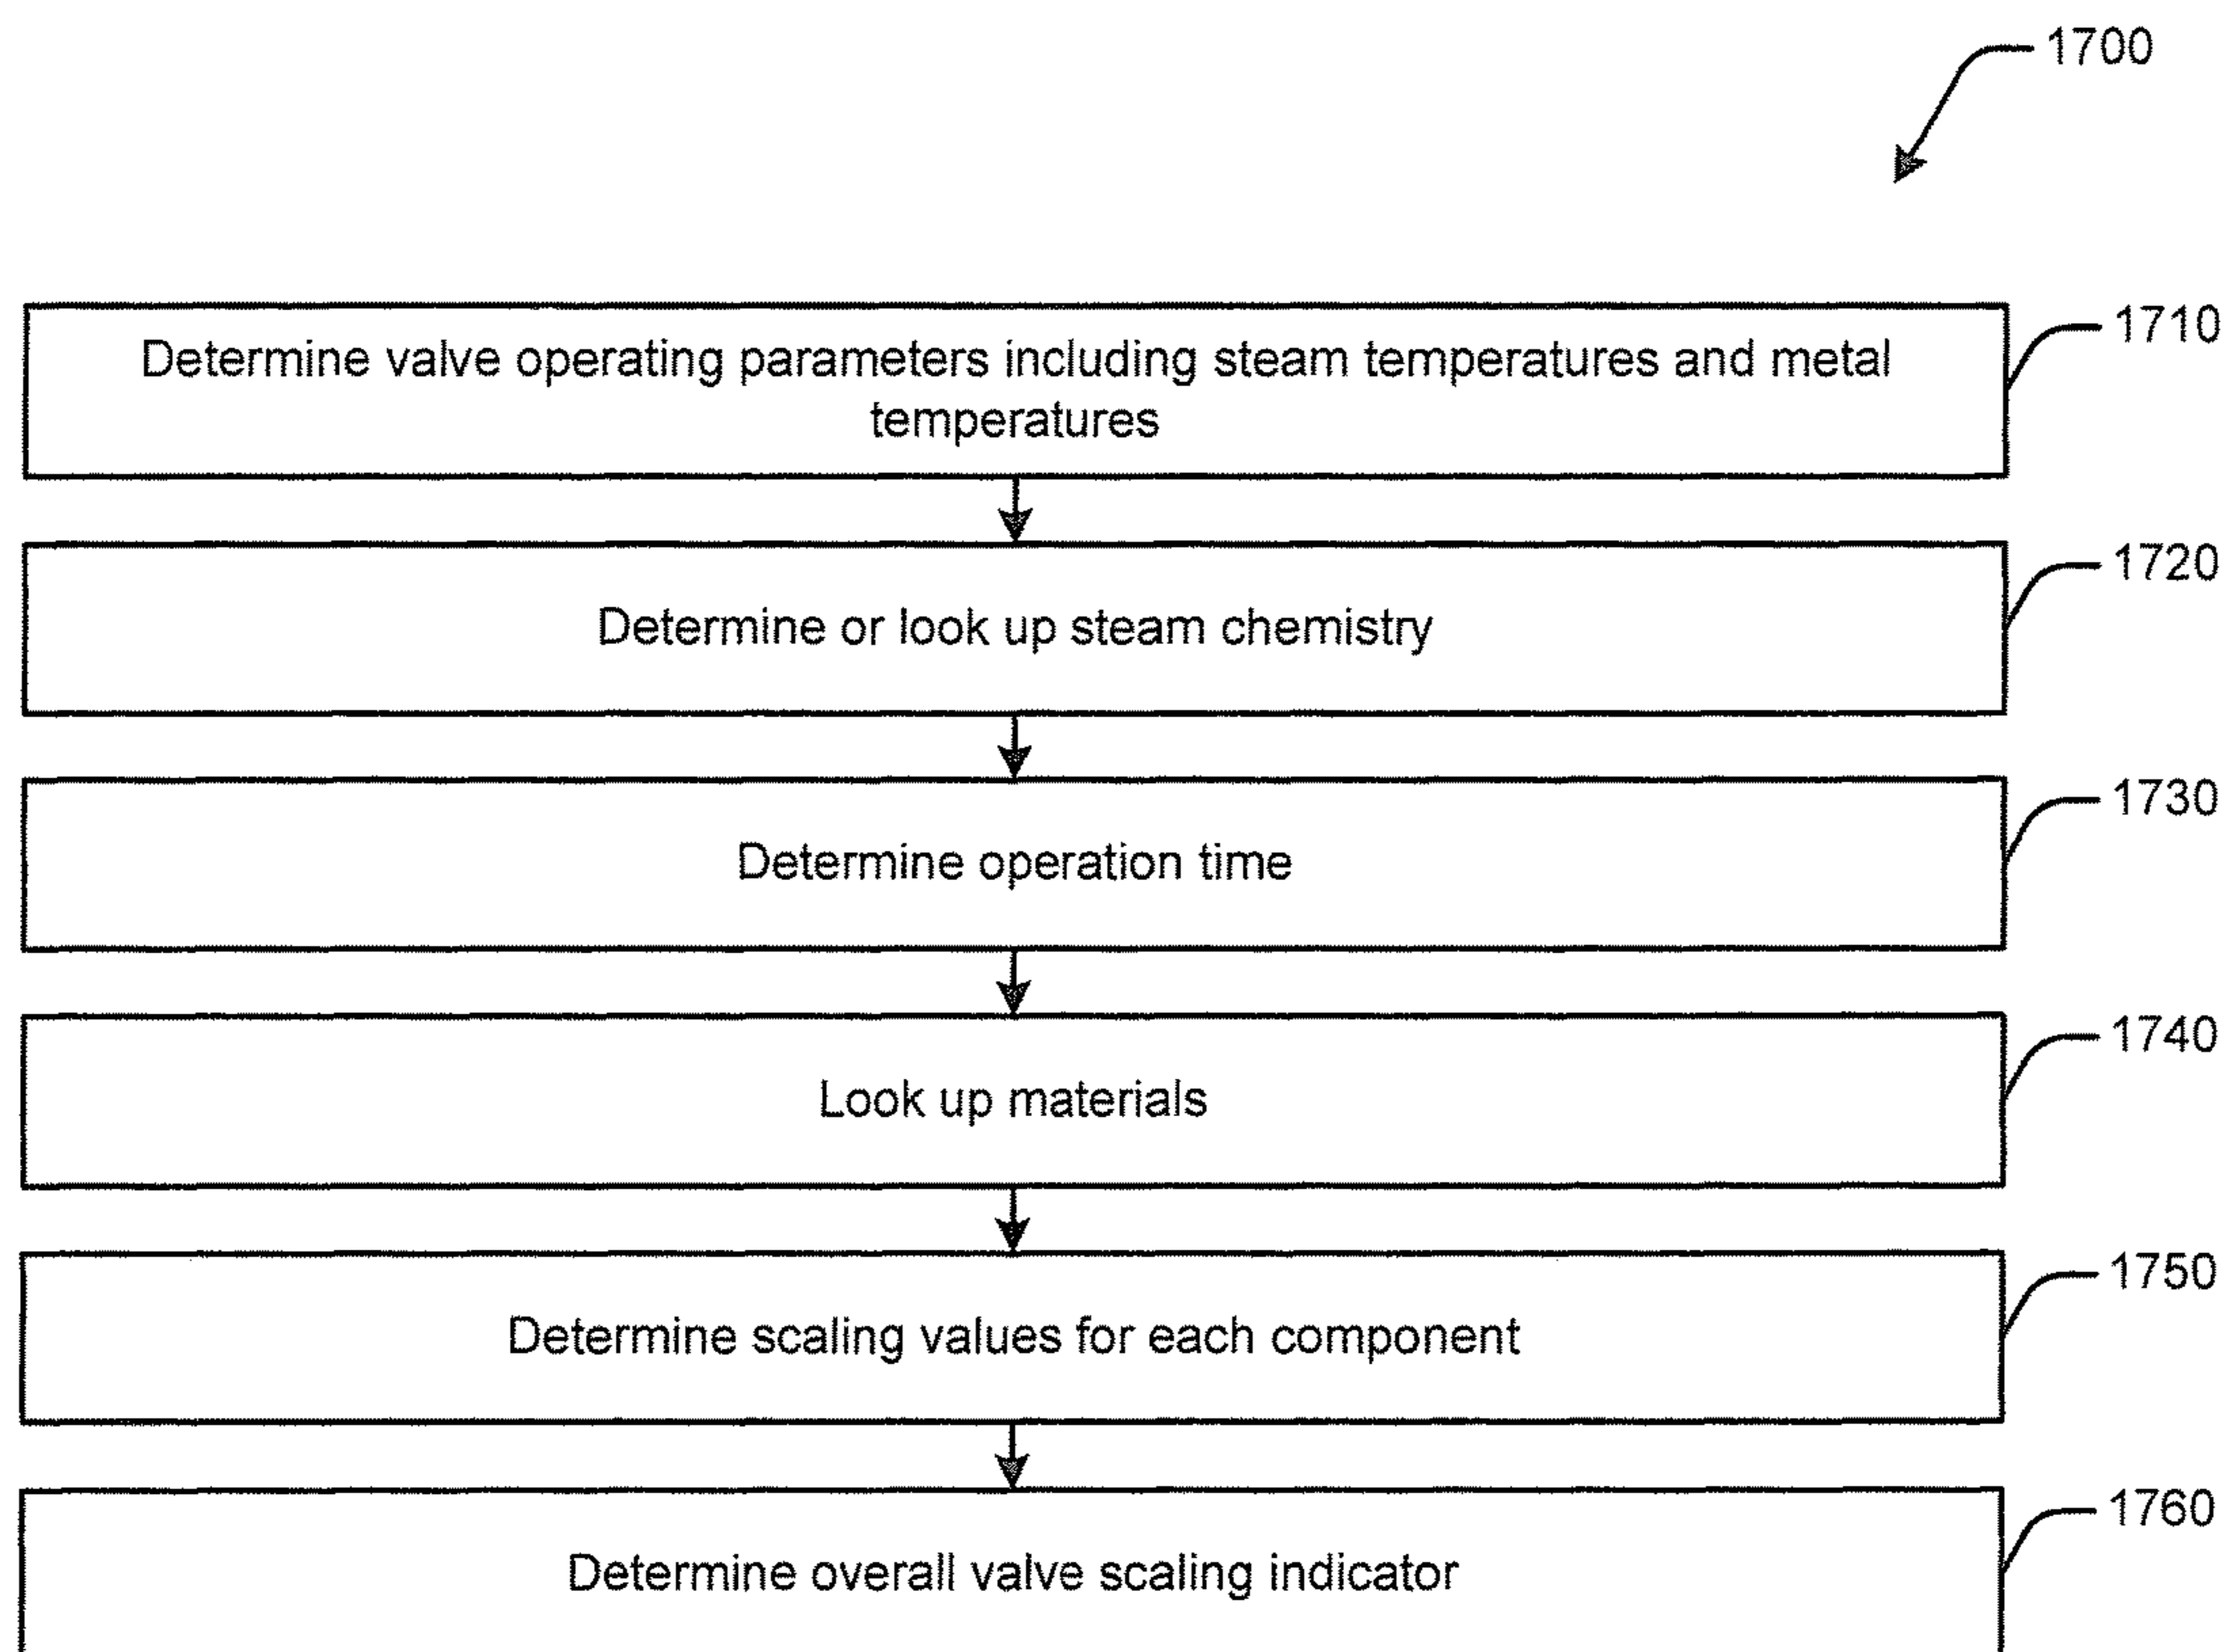 1700
Determine valve operating parameters including steam temperatures and metal
temperatures
1710
Determine or look up steam chemistry
1720
Determine operation time
1730
Look up materials
1740
Determine scaling values for each component
1750
Determine overall valve scaling indicator
1760